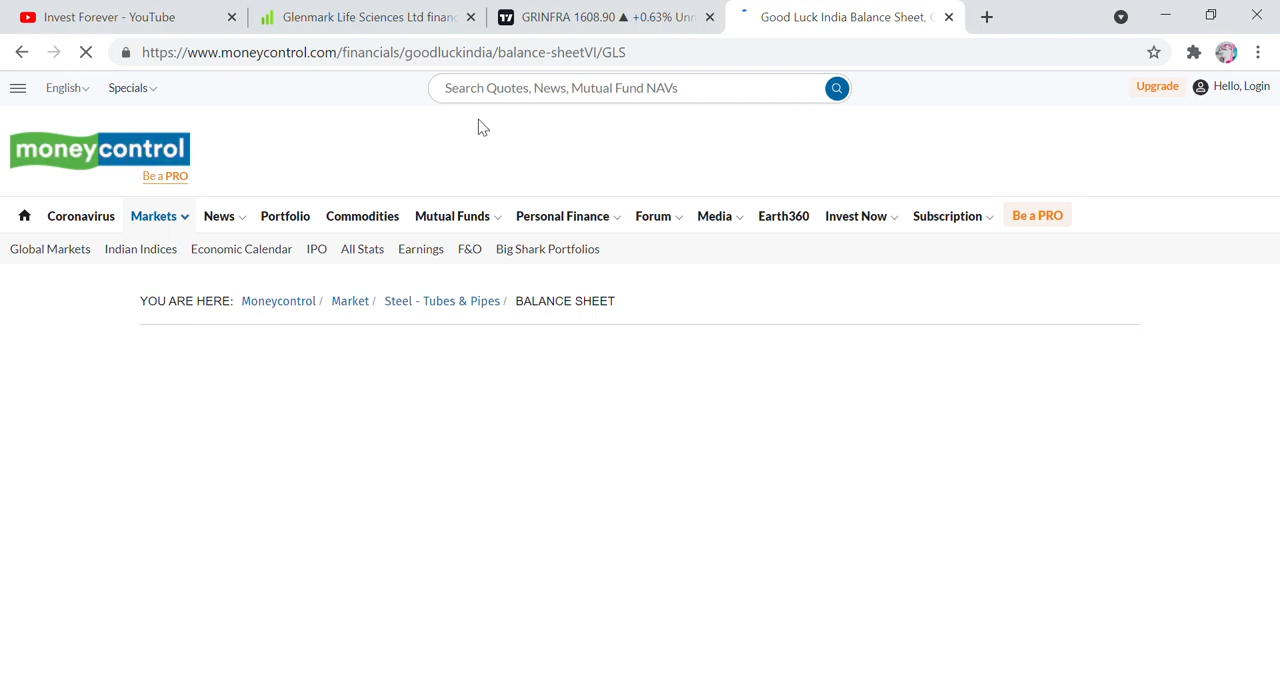 Invest Forever - YouTube
Glenmark Life Sciences Ltd financ
GRINFRA 1608.90 ▲ +0.63% Unn
Good Luck India Balance Sheet,
https://www.moneycontrol.com/financials/goodluckindia/balance-sheetVI/GLS
English
Specials
Search Quotes, News, Mutual Fund NAVs
Upgrade
Hello, Login
moneycontrol
Be a PRO
Coronavirus Markets News Portfolio Commodities Mutual Funds Personal Finance Forum Media Earth360 Invest Now Subscription Be a PRO
Global Markets Indian Indices Economic Calendar IPO All Stats Earnings F&O Big Shark Portfolios
YOU ARE HERE: Moneycontrol / Market / Steel - Tubes & Pipes / BALANCE SHEET